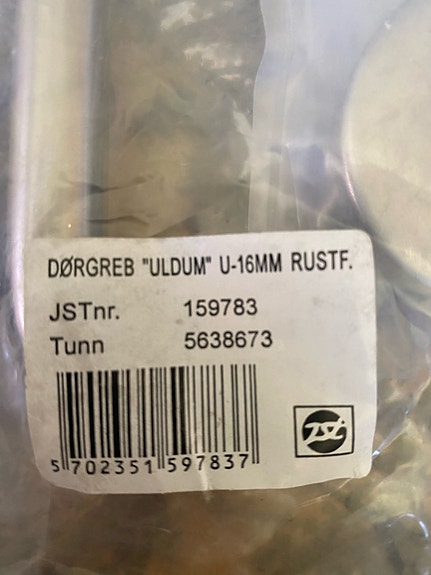 DØRGREB "ULDUM" U-16MM RUSTF.
JSTnr. 159783
Tunn 5638673
5 702351 597837